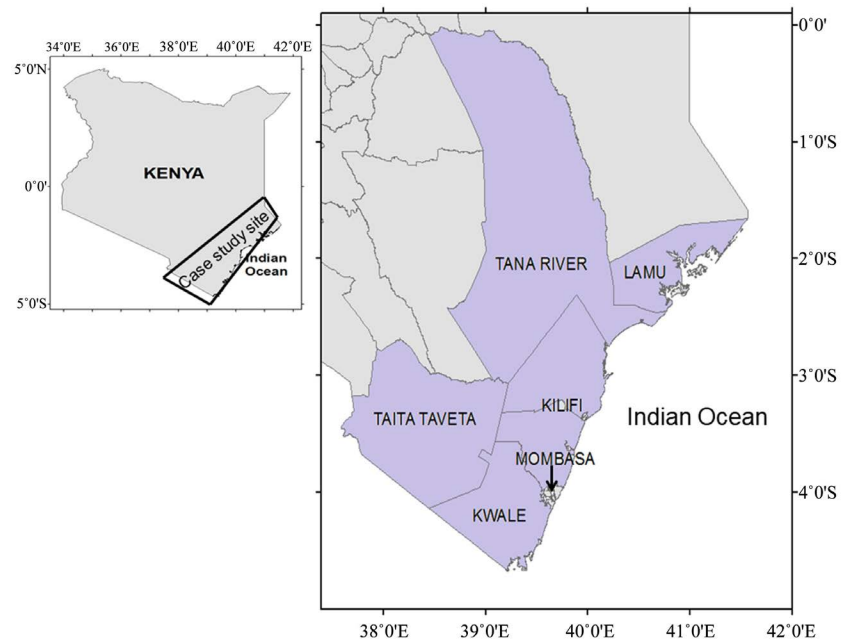 34°0'E 38°0'E 42°0'E
36°0'E 40°0'E
5°0'N
0°0'
5°0'S
KENYA
Case study site
Indian
Ocean
0°0'
1°0'S
2°0'S
3°0'S
4°0'S
TANA RIVER
LAMU
KILIFI
TAITA TAVETA
Indian Ocean
MOMBASA
KWALE
38°0'E 39°0'E 40°0'E 41°0'E 42°0'E